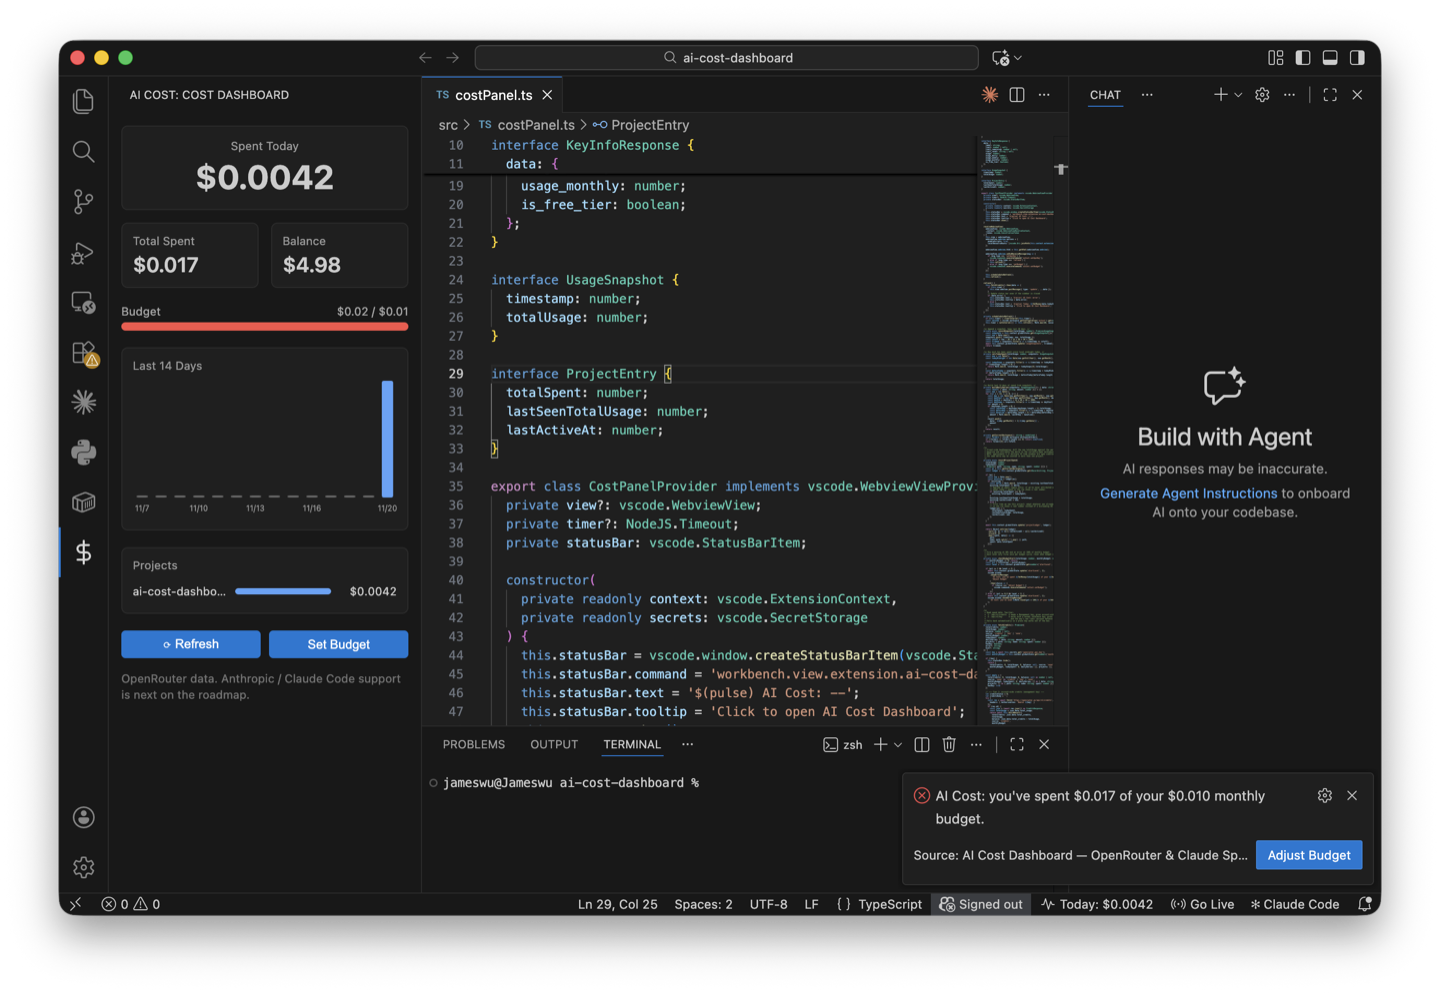 ai-cost-dashboard
AI COST: COST DASHBOARD
Spent Today
$0.0042
Total Spent
$0.017
Balance
$4.98
Budget
$0.02 / $0.01
Last 14 Days
11/7
11/10
11/13
11/16
11/20
Projects
ai-cost-dashbo...
$0.0042
Refresh
Set Budget
OpenRouter data. Anthropic / Claude Code support
is next on the roadmap.
TS costPanel.ts
src > TS costPanel.ts > ProjectEntry
10 interface KeyInfoResponse {
11 data: {
19 usage_monthly: number;
20 is_free_tier: boolean;
21 };
22 }
23
24 interface UsageSnapshot {
25 timestamp: number;
26 totalUsage: number;
27 }
28
29 interface ProjectEntry {
30 totalSpent: number;
31 lastSeenTotalUsage: number;
32 lastActiveAt: number;
33 }
34
35 export class CostPanelProvider implements vscode.WebviewViewProvi
36 private view?: vscode.WebviewView;
37 private timer?: NodeJS.Timeout;
38 private statusBar: vscode.StatusBarItem;
39
40 constructor(
41 private readonly context: vscode.ExtensionContext,
42 private readonly secrets: vscode.SecretStorage
43 ) {
44 this.statusBar = vscode.window.createStatusBarItem(vscode.Sta
45 this.statusBar.command = 'workbench.view.extension.ai-cost-da
46 this.statusBar.text = '$(pulse) AI Cost: --';
47 this.statusBar.tooltip = 'Click to open AI Cost Dashboard';
PROBLEMS
OUTPUT
TERMINAL
zsh
jameswu@Jameswu ai-cost-dashboard %
CHAT
Build with Agent
AI responses may be inaccurate.
Generate Agent Instructions to onboard
AI onto your codebase.
AI Cost: you've spent $0.017 of your $0.010 monthly
budget.
Source: AI Cost Dashboard — OpenRouter & Claude Sp...
Adjust Budget
0 0
Ln 29, Col 25
Spaces: 2
UTF-8
LF
{ } TypeScript
Signed out
Today: $0.0042
Go Live
Claude Code